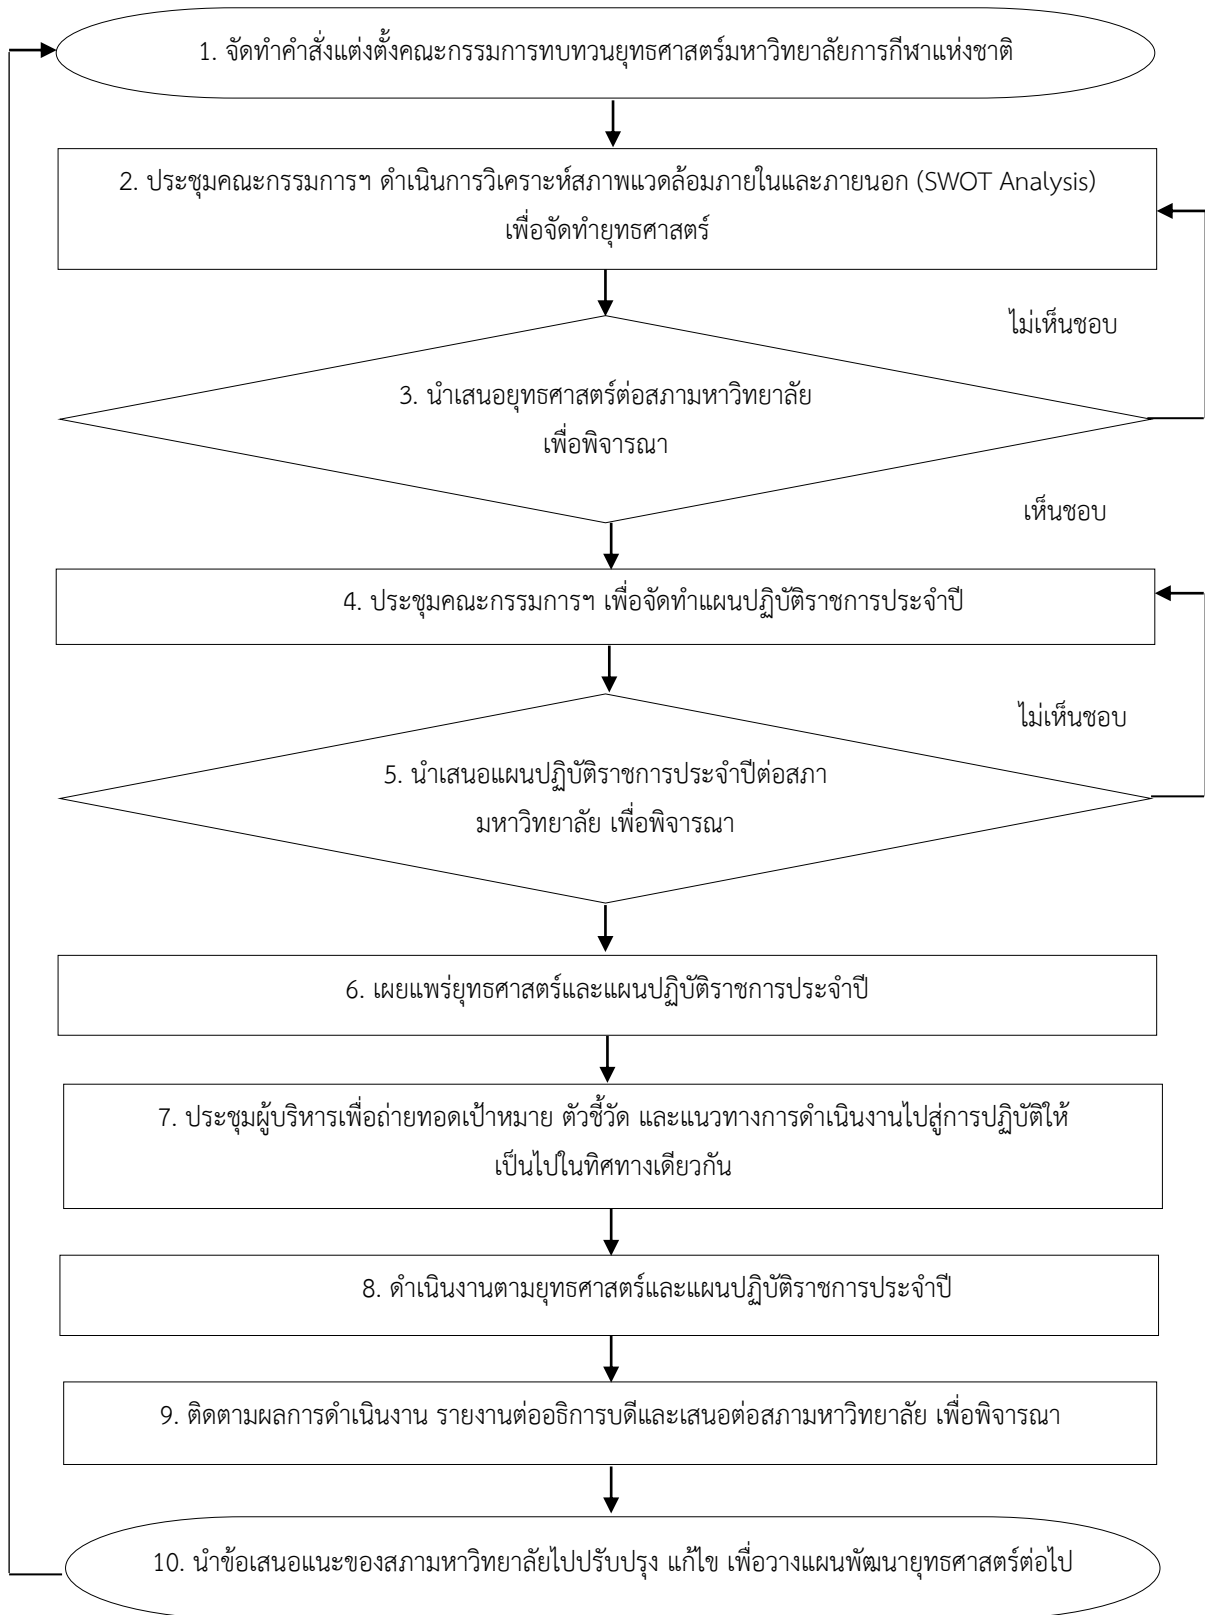 1. จัดทำคำสั่งแต่งตั้งคณะกรรมการทบทวนยุทธศาสตร์มหาวิทยาลัยการกีฬาแห่งชาติ
2. ประชุมคณะกรรมการฯ ดำเนินการวิเคราะห์สภาพแวดล้อมภายในและภายนอก (SWOT Analysis)
เพื่อจัดทำยุทธศาสตร์
ไม่เห็นชอบ
3. นำเสนอยุทธศาสตร์ต่อสภามหาวิทยาลัย
เพื่อพิจารณา
เห็นชอบ
4. ประชุมคณะกรรมการฯ เพื่อจัดทำแผนปฏิบัติราชการประจำปี
ไม่เห็นชอบ
5. นำเสนอแผนปฏิบัติราชการประจำปีต่อสภา
มหาวิทยาลัย เพื่อพิจารณา
6. เผยแพร่ยุทธศาสตร์และแผนปฏิบัติราชการประจำปี
7. ประชุมผู้บริหารเพื่อถ่ายทอดเป้าหมาย ตัวชี้วัด และแนวทางการดำเนินงานไปสู่การปฏิบัติให้
เป็นไปในทิศทางเดียวกัน
8. ดำเนินงานตามยุทธศาสตร์และแผนปฏิบัติราชการประจำปี
9. ติดตามผลการดำเนินงาน รายงานต่ออธิการบดีและเสนอต่อสภามหาวิทยาลัย เพื่อพิจารณา
10. นำข้อเสนอแนะของสภามหาวิทยาลัยไปปรับปรุง แก้ไข เพื่อวางแผนพัฒนายุทธศาสตร์ต่อไป